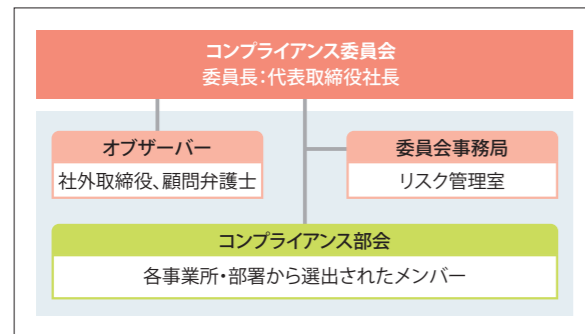 コンプライアンス委員会
委員長：代表取締役社長
オブザーバー
社外取締役、顧問弁護士
委員会事務局
リスク管理室
コンプライアンス部会
各事業所・部署から選出されたメンバー